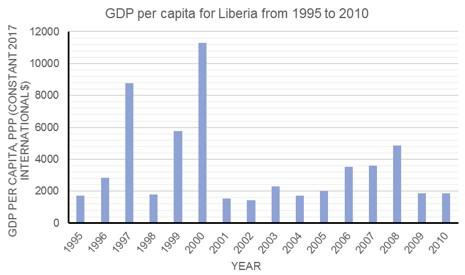 GDP per capita for Liberia from 1995 to 2010
GDP PER CAPITA, PPP (CONSTANT 2017
INTERNATIONAL$)
12000
10000
8000
6000
4000
2000
0
1995 1996 1997 1998 1999 2000 2001 2002 2003 2004 2005 2006 2007 2008 2009 2010
YEAR